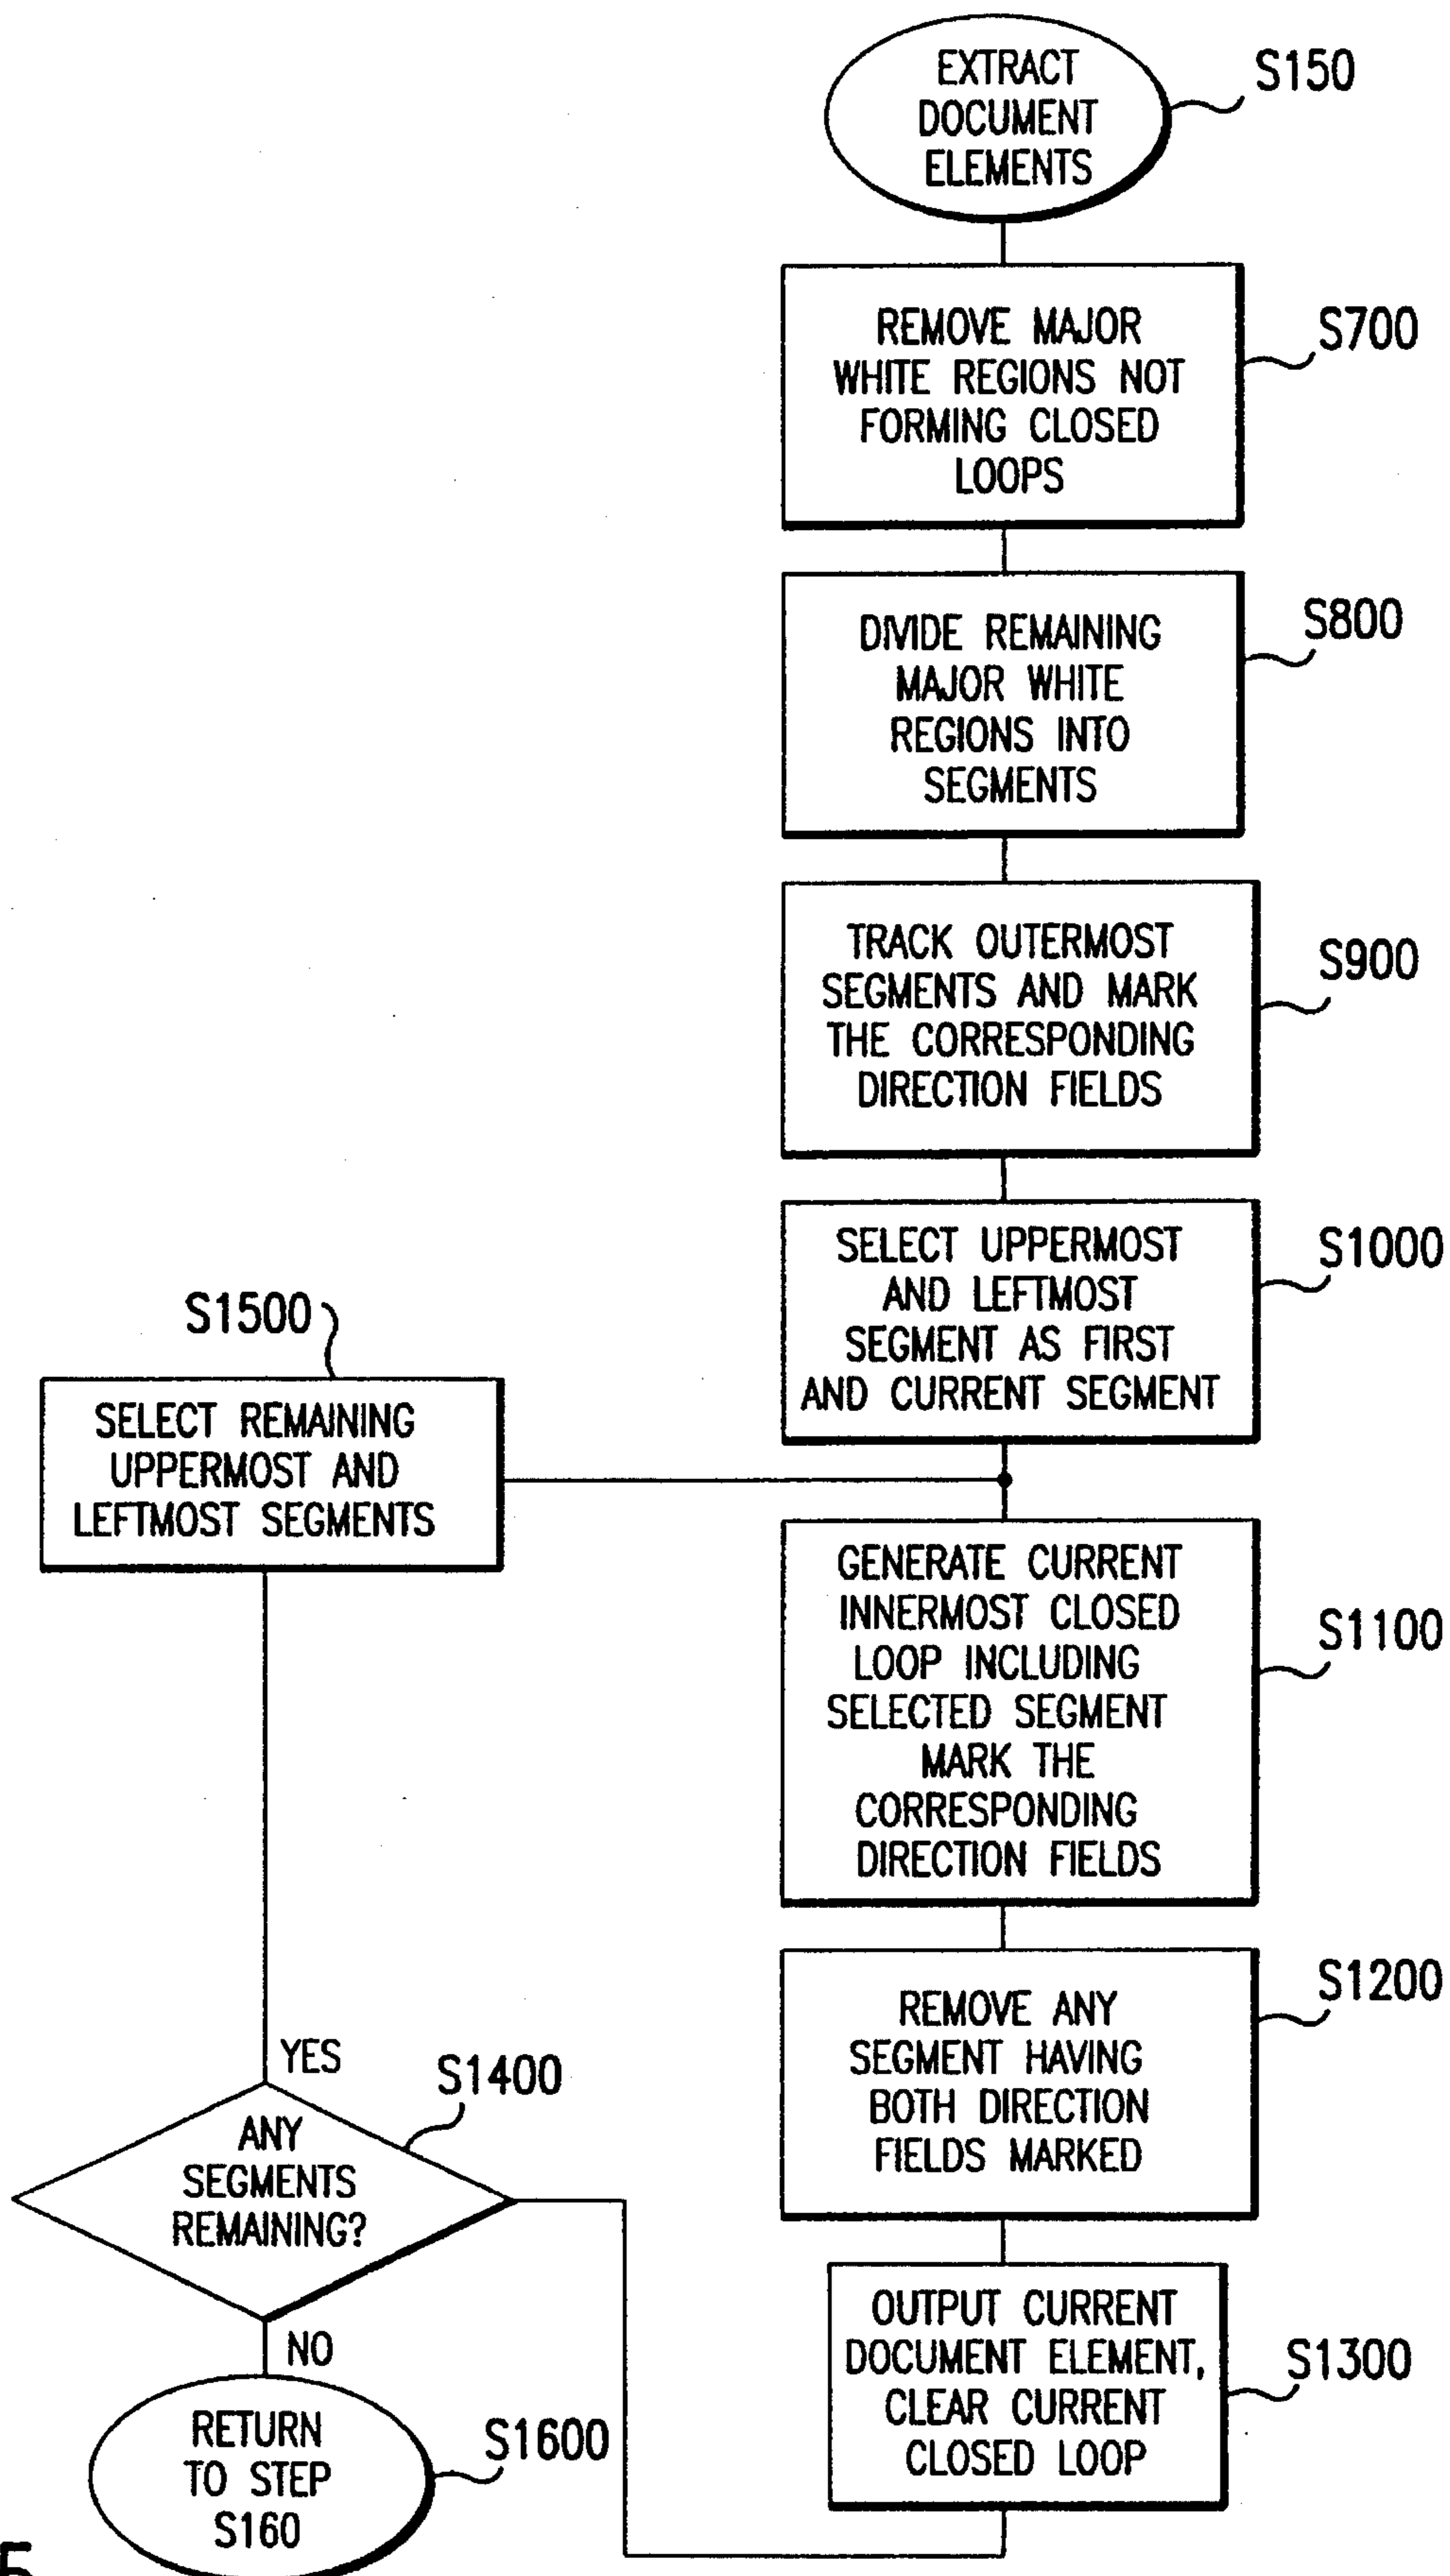 EXTRACT
DOCUMENT
ELEMENTS
S150
REMOVE MAJOR
WHITE REGIONS NOT
FORMING CLOSED
LOOPS
S700
DIVIDE REMAINING
MAJOR WHITE
REGIONS INTO
SEGMENTS
S800
TRACK OUTERMOST
SEGMENTS AND MARK
THE CORRESPONDING
DIRECTION FIELDS
S900
SELECT UPPERMOST
AND LEFTMOST
SEGMENT AS FIRST
AND CURRENT SEGMENT
S1000
S1500
SELECT REMAINING
UPPERMOST AND
LEFTMOST SEGMENTS
GENERATE CURRENT
INNERMOST CLOSED
LOOP INCLUDING
SELECTED SEGMENT
MARK THE
CORRESPONDING
DIRECTION FIELDS
S1100
REMOVE ANY
SEGMENT HAVING
BOTH DIRECTION
FIELDS MARKED
S1200
OUTPUT CURRENT
DOCUMENT ELEMENT,
CLEAR CURRENT
CLOSED LOOP
S1300
YES
S1400
ANY
SEGMENTS
REMAINING?
NO
RETURN
TO STEP
S160
S1600